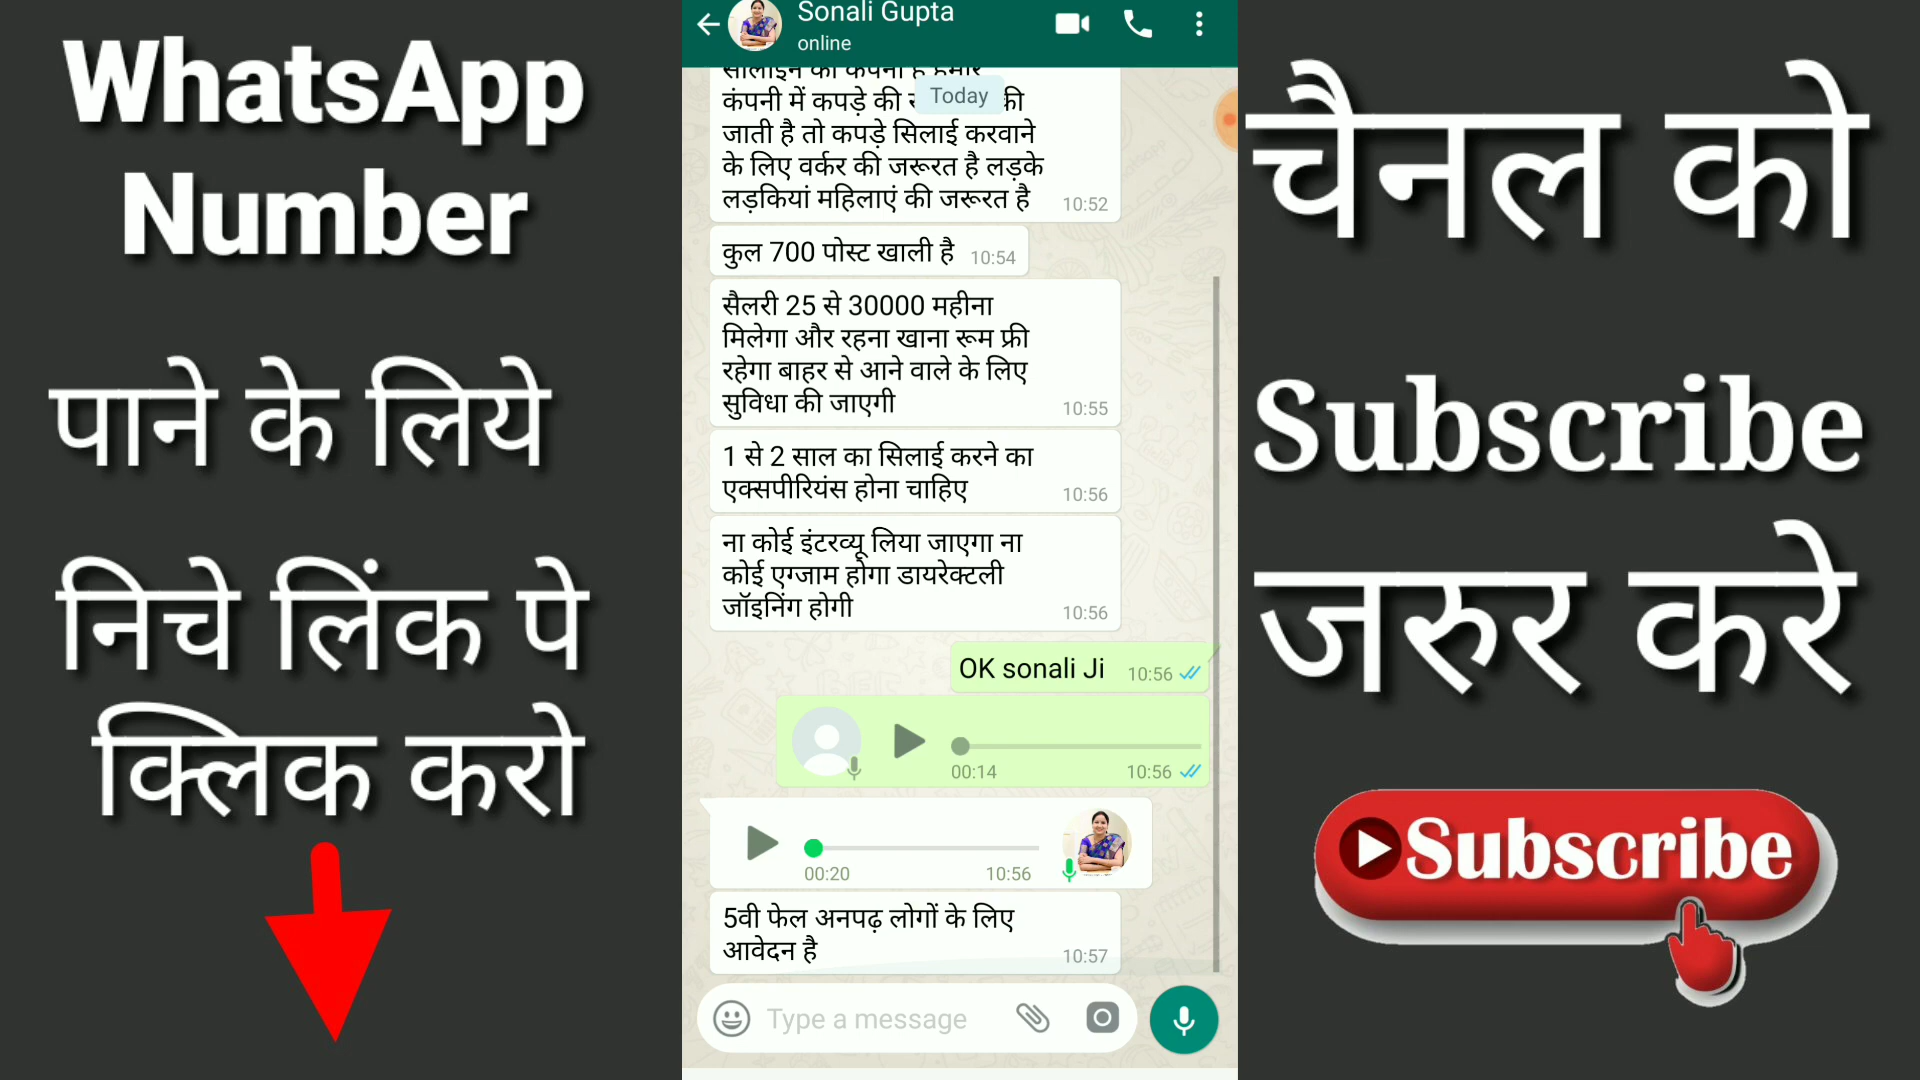 WhatsApp
Number
पाने के लिये
निचे लिंक पे
क्लिक करो
Sonali Gupta
online
Today
कंपनी में कपड़े की की
जाती है तो कपड़े सिलाई करवाने
के लिए वर्कर की जरूरत है लड़के
लड़कियां महिलाएं की जरूरत है
10:52
कुल 700 पोस्ट खाली है
10:54
सैलरी 25 से 30000 महीना
मिलेगा और रहना खाना रूम फ्री
रहेगा बाहर से आने वाले के लिए
सुविधा की जाएगी
10:55
1 से 2 साल का सिलाई करने का
एक्सपीरियंस होना चाहिए
10:56
ना कोई इंटरव्यू लिया जाएगा ना
कोई एग्जाम होगा डायरेक्टली
जॉइनिंग होगी
10:56
OK sonali Ji
10:56
00:14 10:56
00:20 10:56
5वी फेल अनपढ़ लोगों के लिए
आवेदन है
10:57
Type a message
चैनल को
Subscribe
जरुर करे
Subscribe